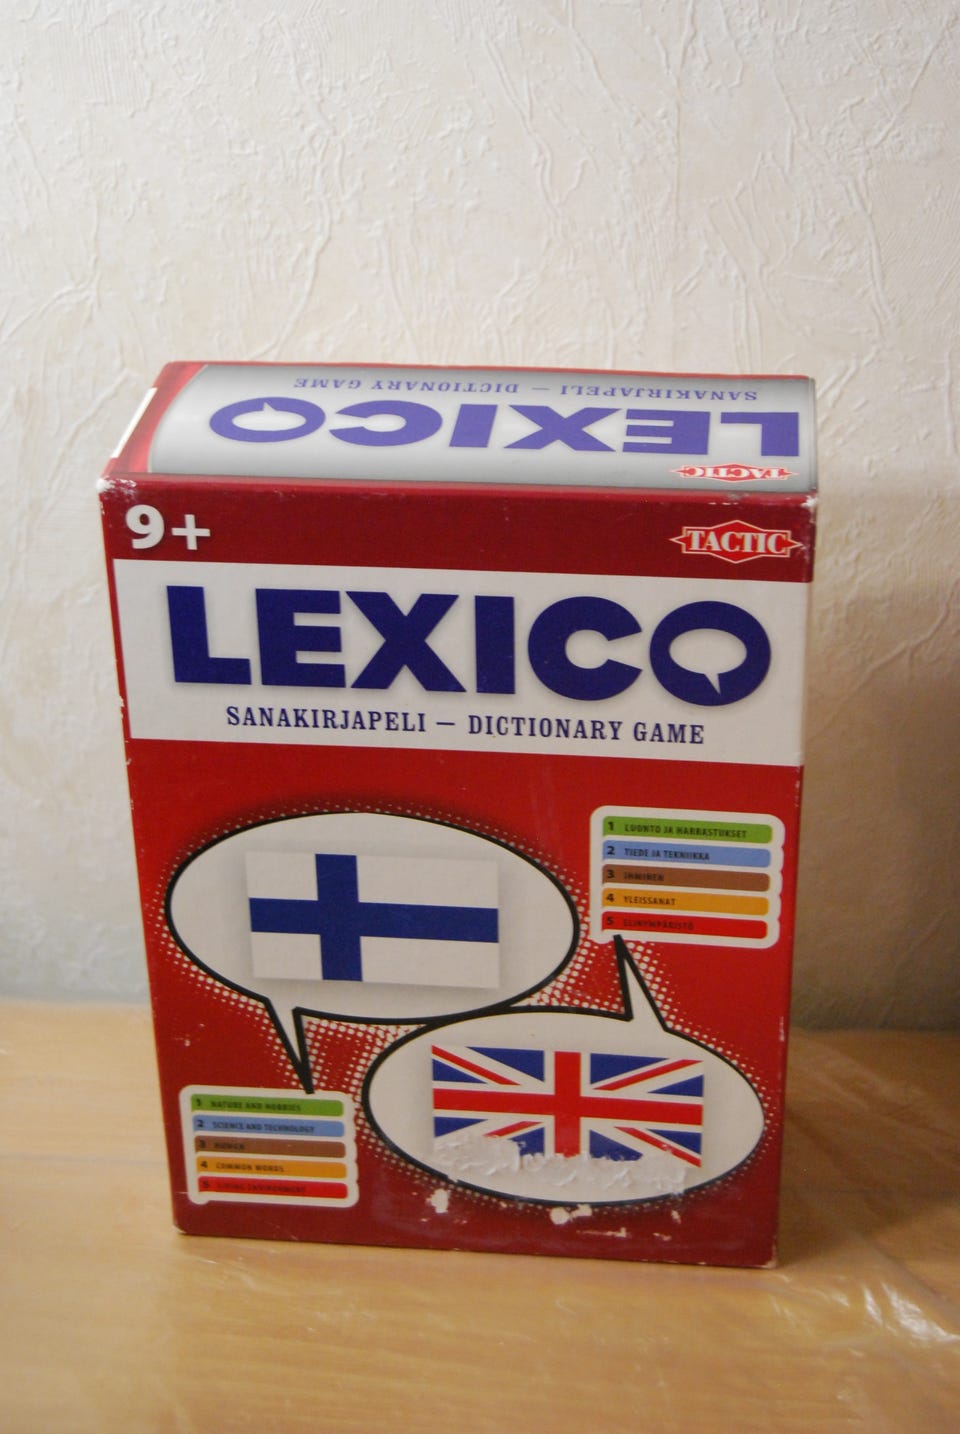 SANAKIRJAPELI — DICTIONARY GAME
LEXICO
TACTIC
9+
TACTIC
LEXICO
SANAKIRJAPELI — DICTIONARY GAME
1 LUONTO JA HARRASTUKSET
2 TIEDE JA TEKNIIKKA
3 IHMINEN
4 YLEISSANAT
5 ELINYMPÄRISTÖ
1 NATURE AND HOBBIES
2 SCIENCE AND TECHNOLOGY
3 HUMAN
4 COMMON WORDS
5 LIVING ENVIRONMENT